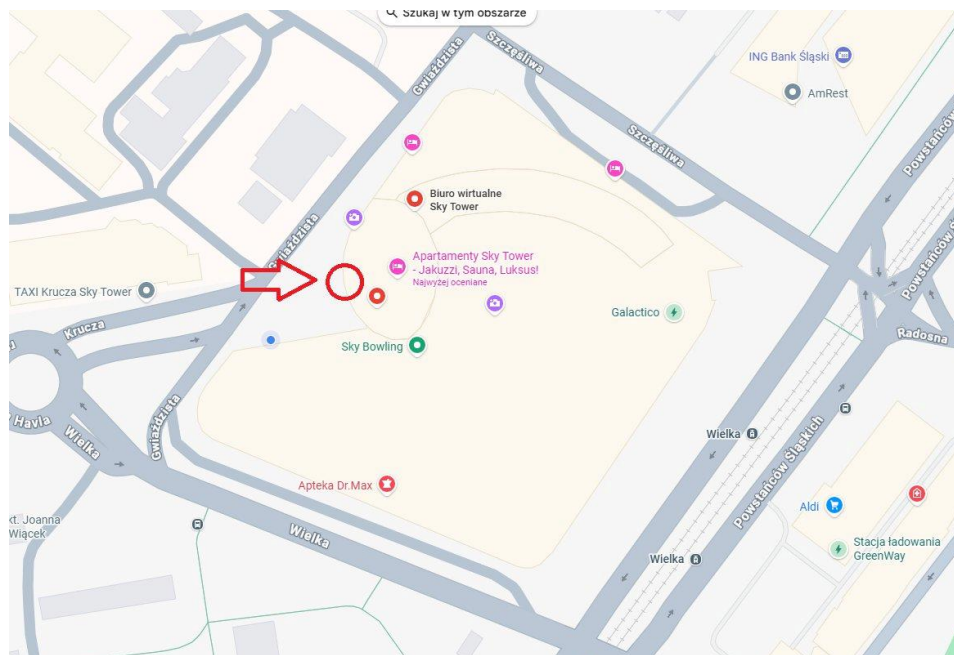 Szukaj w tym obszarze
Gwiaździsta
Szczęśliwa
ING Bank Śląski
AmRest
Szczęśliwa
Powstańców
Biuro wirtualne
Sky Tower
Gwiaździsta
Powstańców Ś
Apartamenty Sky Tower
- Jakuzzi, Sauna, Luksus!
Najwyżej oceniane
TAXI Krucza Sky Tower
Galactico
Krucza
Radosna
Sky Bowling
Havla
Gwiaździsta
Wielka
Wielka
Powstańców Śląskich
Apteka Dr.Max
Aldi
kt. Joanna
Wiącek
Wielka
Stacja ładowania
GreenWay
Wielka